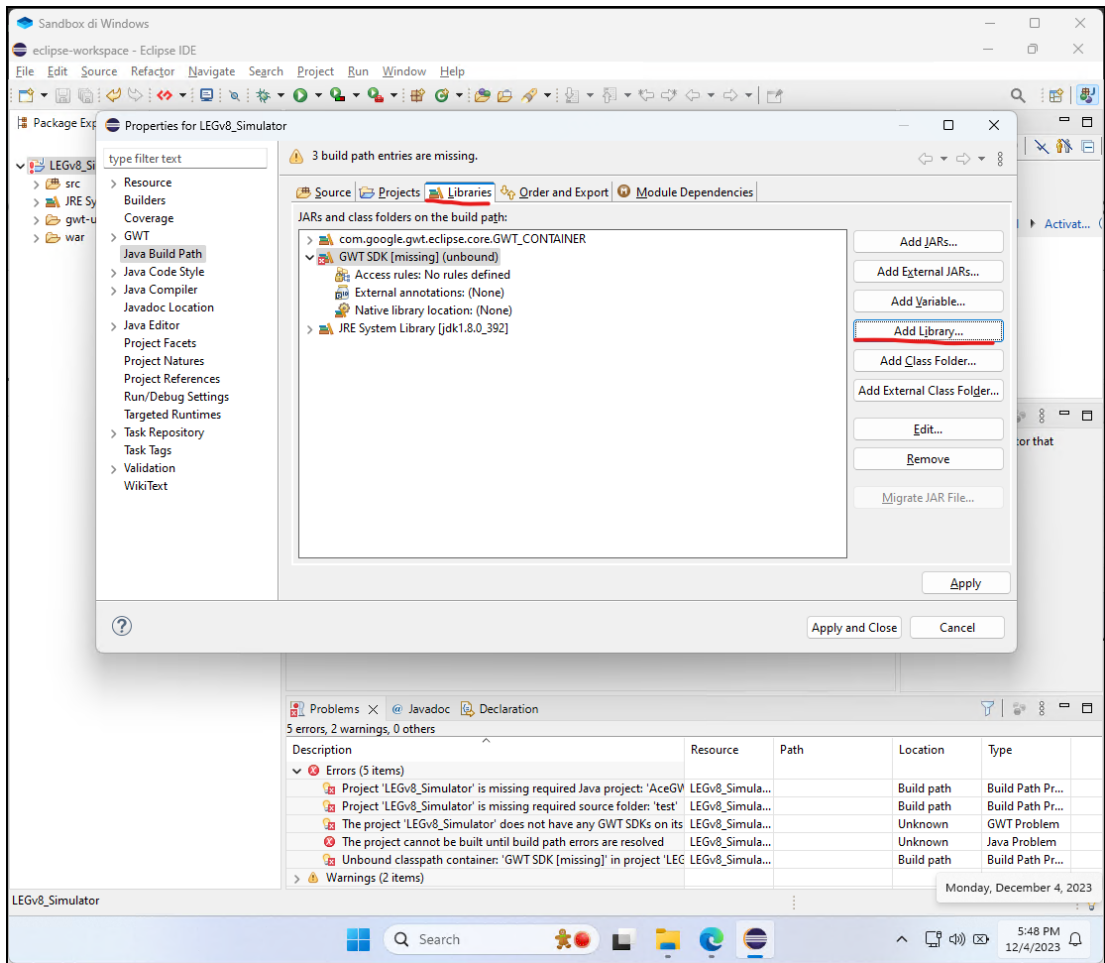 Sandbox di Windows
eclipse-workspace - Eclipse IDE
File Edit Source Refactor Navigate Search Project Run Window Help
Package Exp
Properties for LEGv8_Simulator
type filter text
3 build path entries are missing.
LEGv8_Si
src
JRE Sy
gwt-u
war
Resource
Builders
Coverage
GWT
Java Build Path
Java Code Style
Java Compiler
Javadoc Location
Java Editor
Project Facets
Project Natures
Project References
Run/Debug Settings
Targeted Runtimes
Task Repository
Task Tags
Validation
WikiText
Source Projects Libraries Order and Export Module Dependencies
JARs and class folders on the build path:
com.google.gwt.eclipse.core.GWT_CONTAINER
GWT SDK [missing] (unbound)
Access rules: No rules defined
External annotations: (None)
Native library location: (None)
JRE System Library [jdk1.8.0_392]
Add JARs...
Add External JARs...
Add Variable...
Add Library...
Add Class Folder...
Add External Class Folder...
Edit...
Remove
Migrate JAR File...
Apply
Apply and Close Cancel
Activat...
tor that
Problems Javadoc Declaration
5 errors, 2 warnings, 0 others
Description Resource Path Location Type
Errors (5 items)
Project 'LEGv8_Simulator' is missing required Java project: 'AceGW LEGv8_Simula... Build path Build Path Pr...
Project 'LEGv8_Simulator' is missing required source folder: 'test' LEGv8_Simula... Build path Build Path Pr...
The project 'LEGv8_Simulator' does not have any GWT SDKs on its LEGv8_Simula... Unknown GWT Problem
The project cannot be built until build path errors are resolved LEGv8_Simula... Unknown Java Problem
Unbound classpath container: 'GWT SDK [missing]' in project 'LEG LEGv8_Simula... Build path Build Path Pr...
Warnings (2 items)
Monday, December 4, 2023
LEGv8_Simulator
Search
5:48 PM
12/4/2023